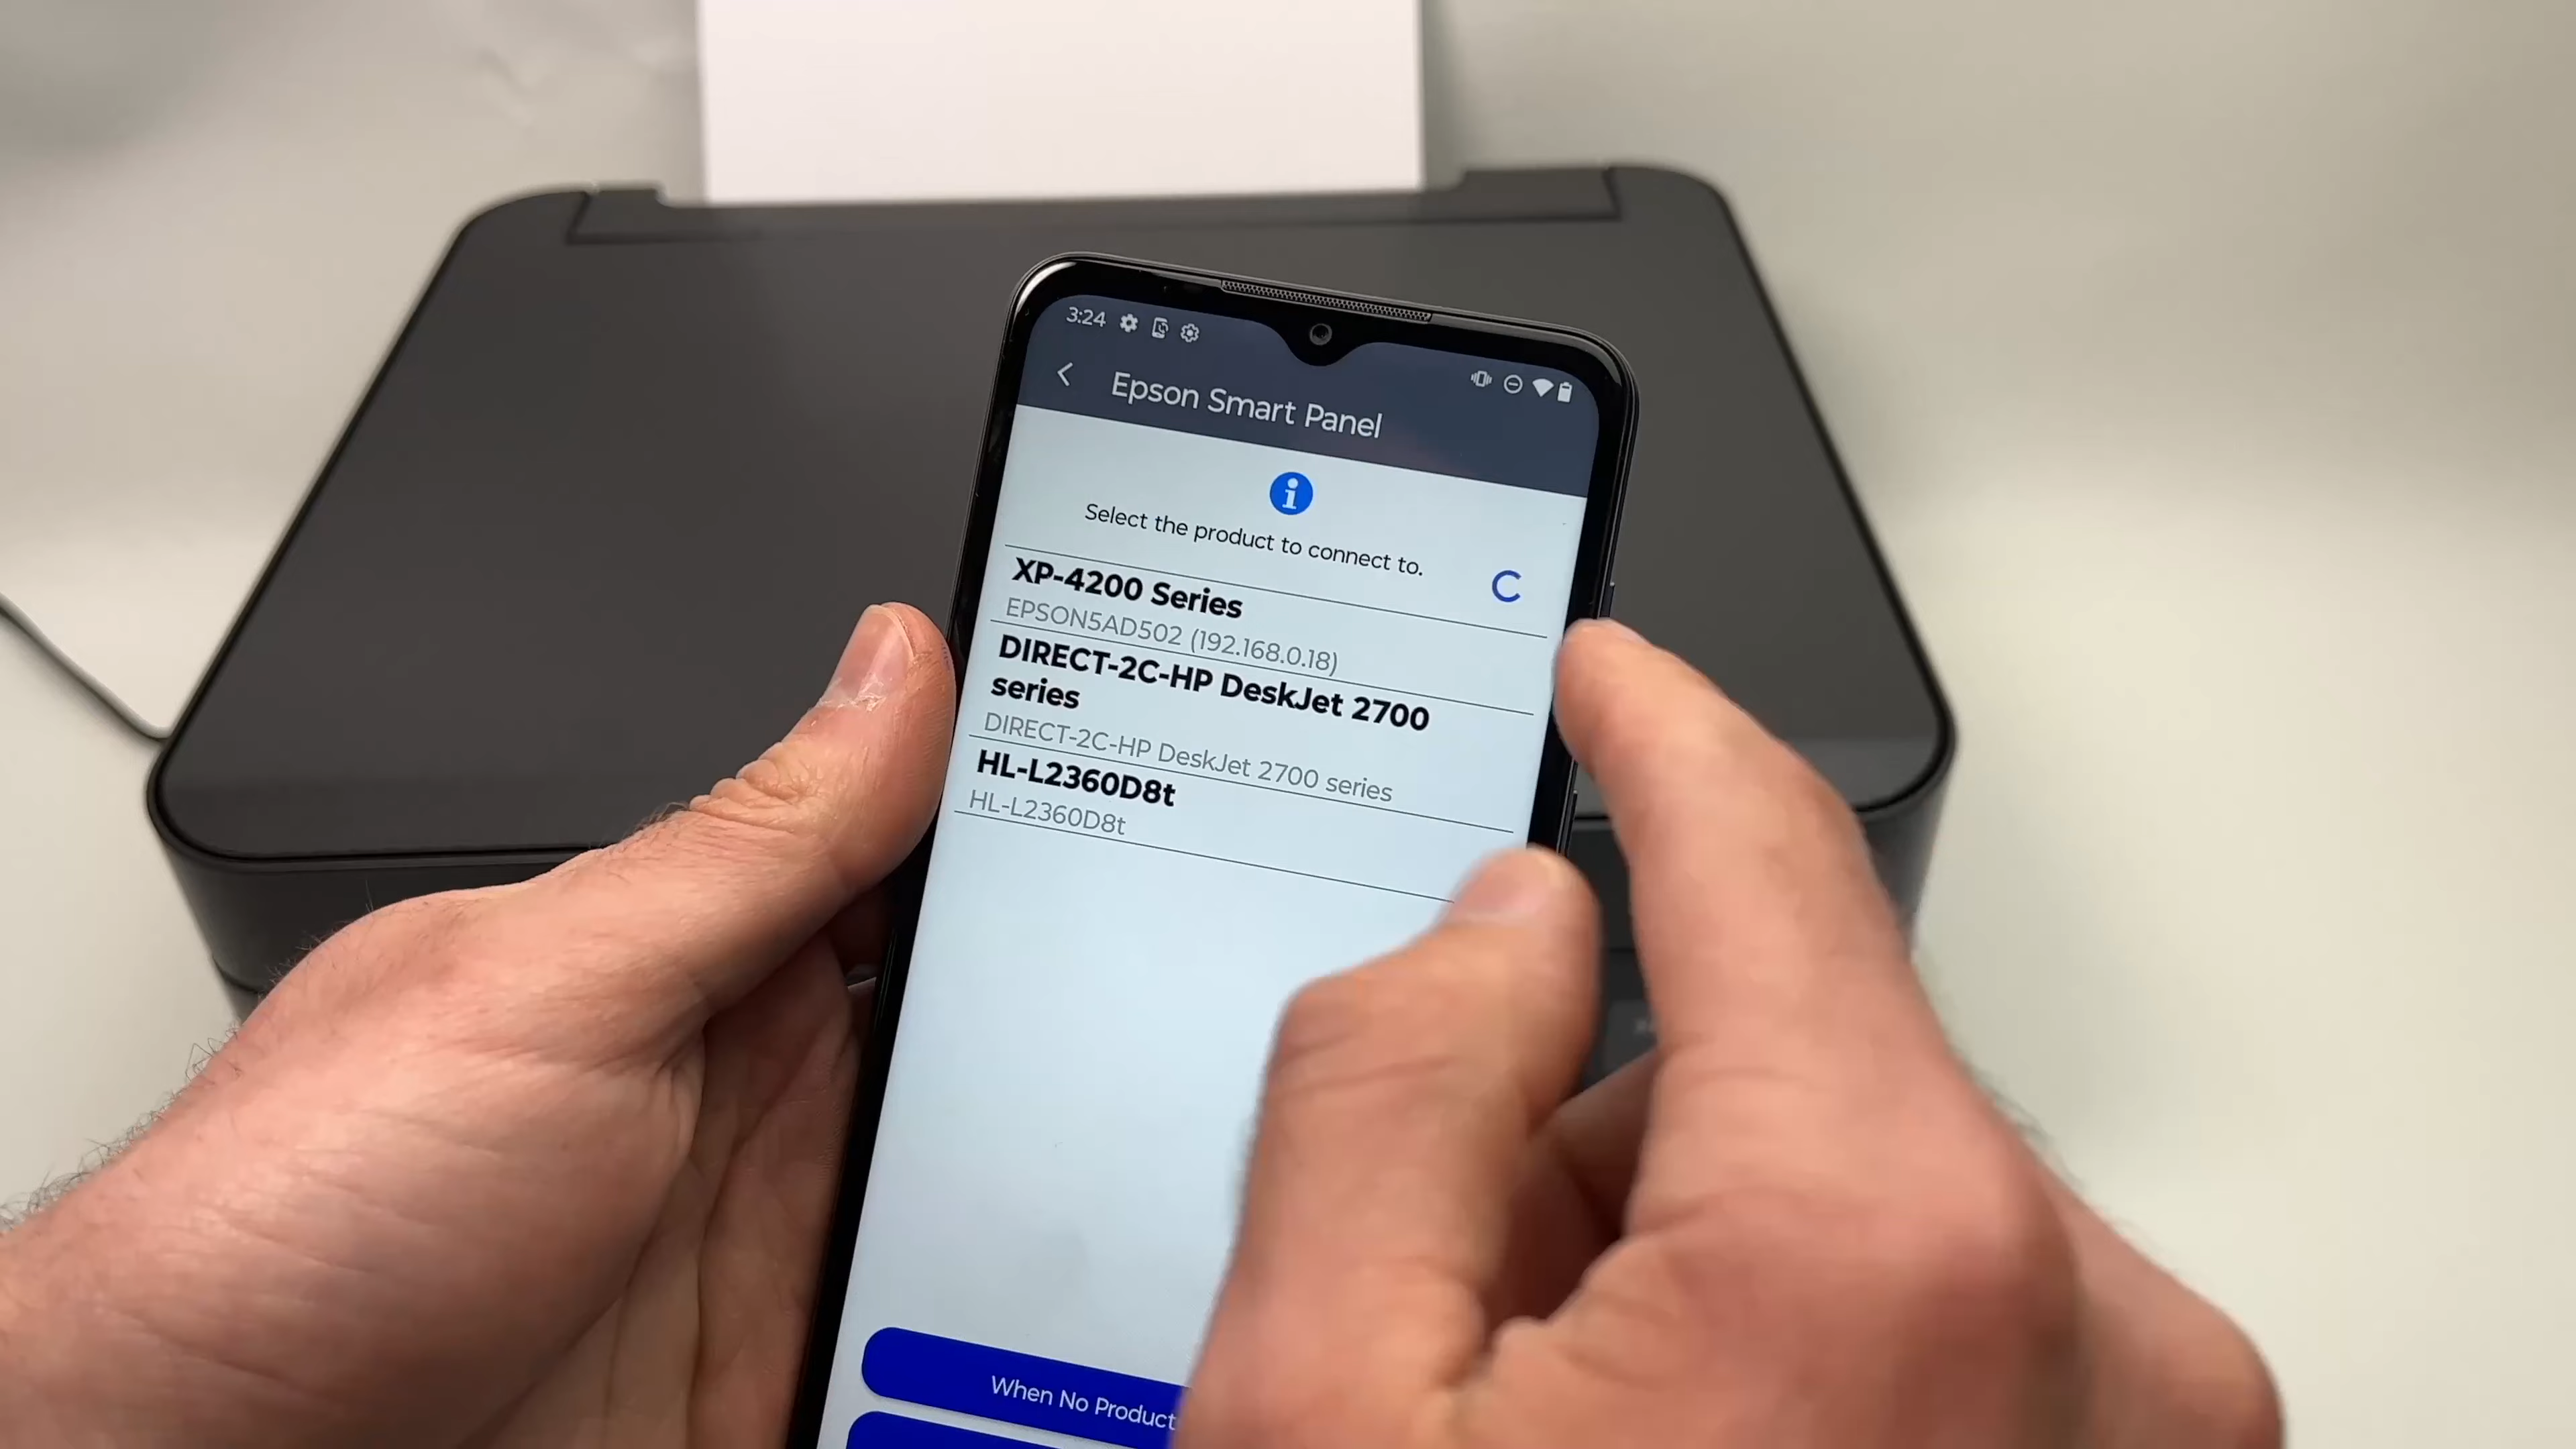 3:24
Epson Smart Panel
Select the product to connect to.
XP-4200 Series
EPSON5AD502 (192.168.0.18)
DIRECT-2C-HP DeskJet 2700
series
DIRECT-2C-HP DeskJet 2700 series
HL-L2360D8t
HL-L2360D8t
When No Product